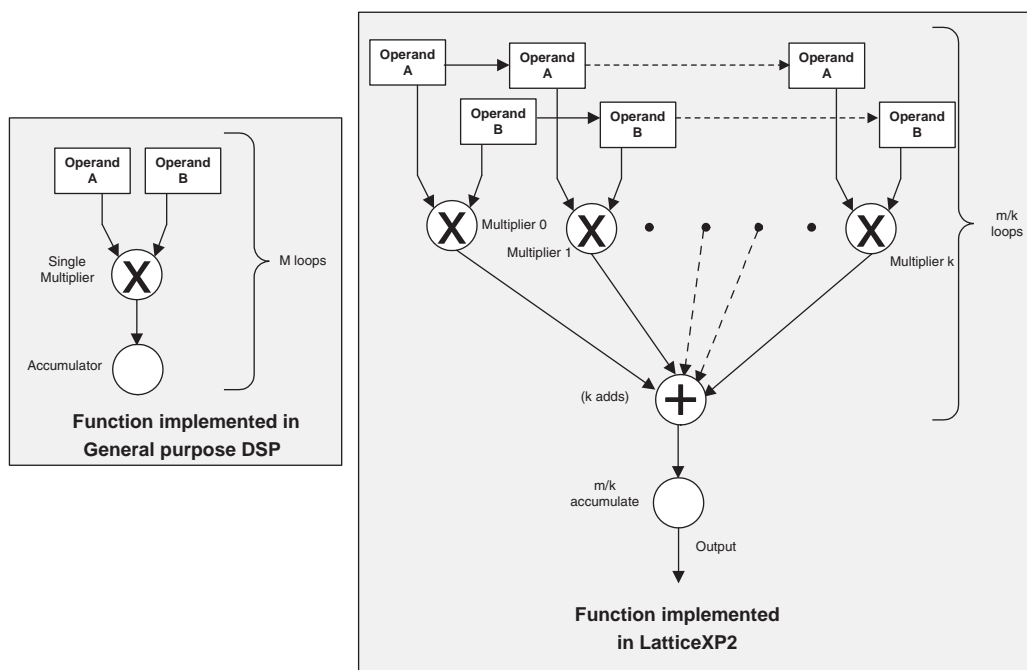 Operand
A
Operand
B
Single
Multiplier
X
M loops
Accumulator
Function implemented in
General purpose DSP
Operand
A
Operand
A
Operand
A
Operand
B
Operand
B
Operand
B
X
Multiplier 0
X
Multiplier 1
X
Multiplier k
m/k
loops
(k adds)
+
m/k
accumulate
Output
Function implemented
in LatticeXP2